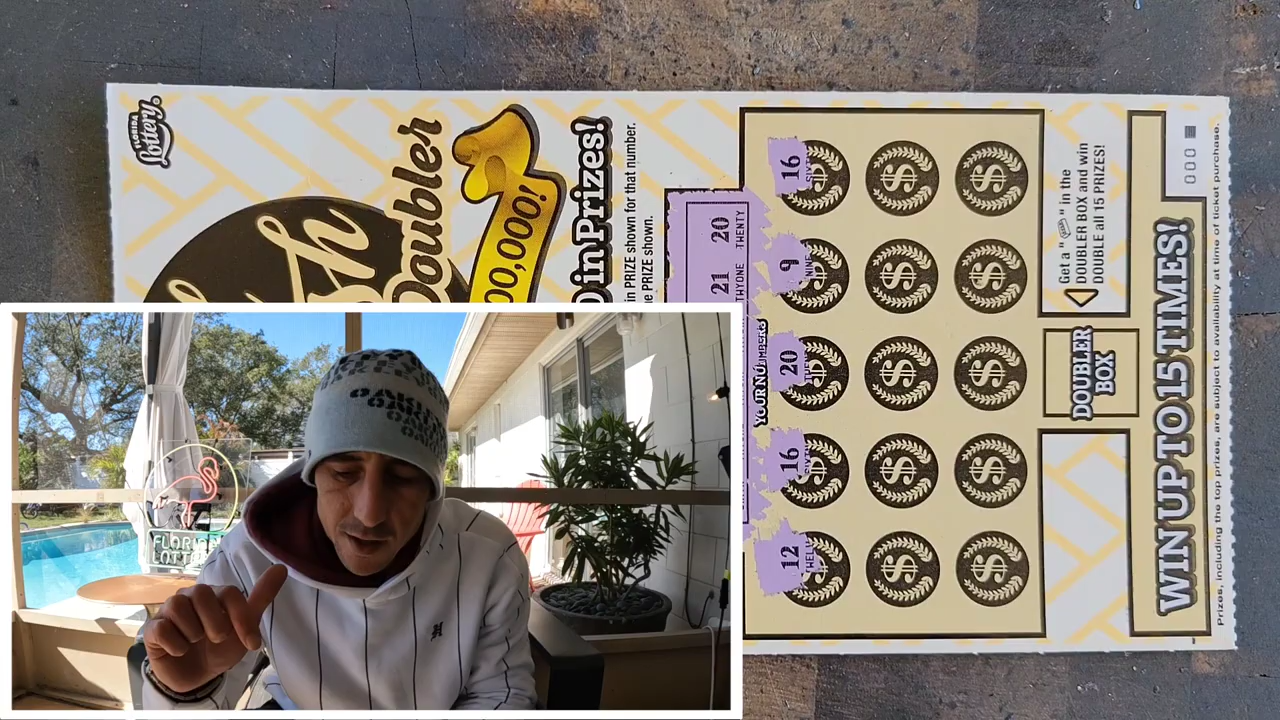 FLORIDA
Lottery®
Cash
Doubler
00,000!
in Prizes!
in PRIZE shown for that number.
PRIZE shown.
20
TWENTY
21
YOUR NUMBERS
16
9
NINE
20
16
12
Get a " " in the
DOUBLER BOX and win
DOUBLE all 15 PRIZES!
DOUBLER
BOX
WIN UP TO 15 TIMES!
000
Prizes, including the top prizes, are subject to availability at time of ticket purchase.
OAKLEY
FLORIDA
LOTTERY